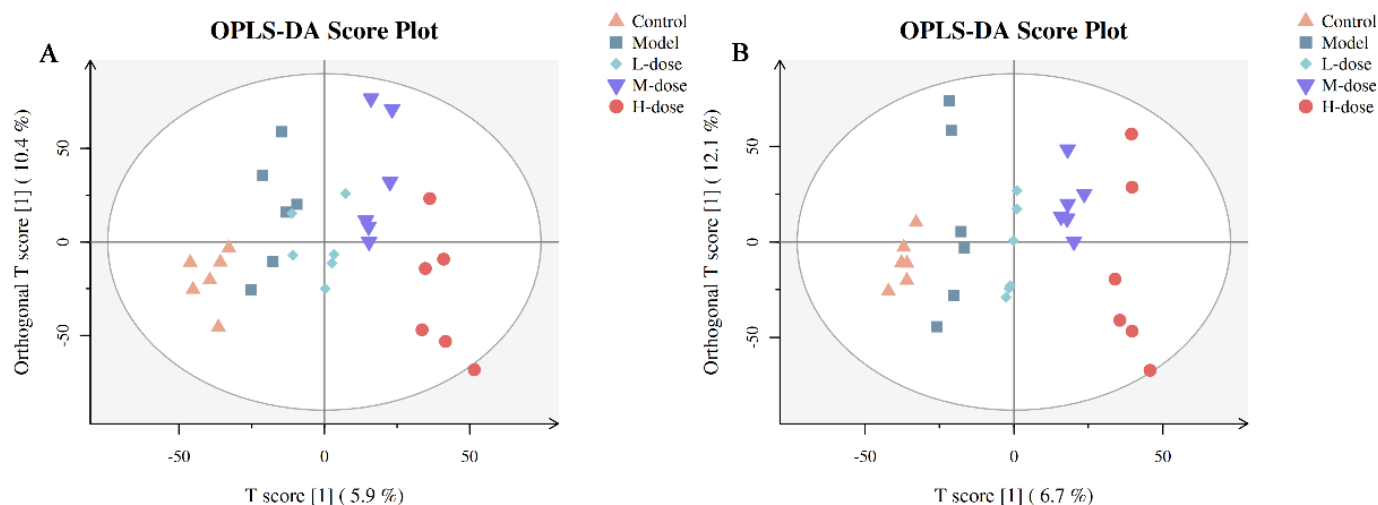 A
OPLS-DA Score Plot
Control
Model
L-dose
M-dose
H-dose
Orthogonal T score [1] ( 10.4 %)
50
0
-50
-50
0
50
T score [1] ( 5.9 %)
B
OPLS-DA Score Plot
Control
Model
L-dose
M-dose
H-dose
Orthogonal T score [1] ( 12.1 %)
50
0
-50
-50
0
50
T score [1] ( 6.7 %)